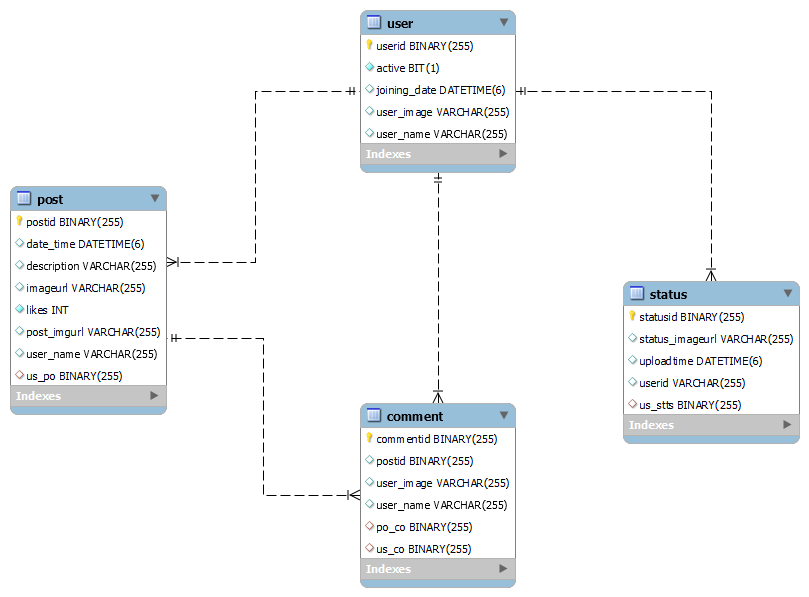 user
userid BINARY(255)
active BIT(1)
joining_date DATETIME(6)
user_image VARCHAR(255)
user_name VARCHAR(255)
Indexes
post
postid BINARY(255)
date_time DATETIME(6)
description VARCHAR(255)
imageurl VARCHAR(255)
likes INT
post_imgurl VARCHAR(255)
user_name VARCHAR(255)
us_po BINARY(255)
Indexes
status
statusid BINARY(255)
status_imageurl VARCHAR(255)
uploadtime DATETIME(6)
userid VARCHAR(255)
us_stts BINARY(255)
Indexes
comment
commentid BINARY(255)
postid BINARY(255)
user_image VARCHAR(255)
user_name VARCHAR(255)
po_co BINARY(255)
us_co BINARY(255)
Indexes